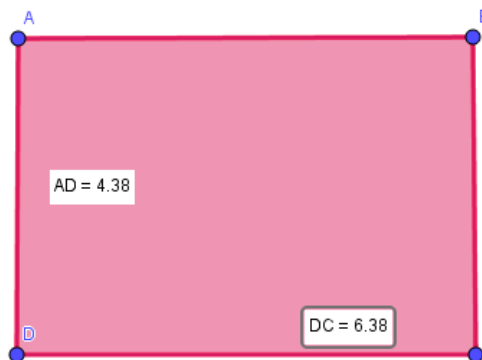 A
AD = 4.38
D
DC = 6.38